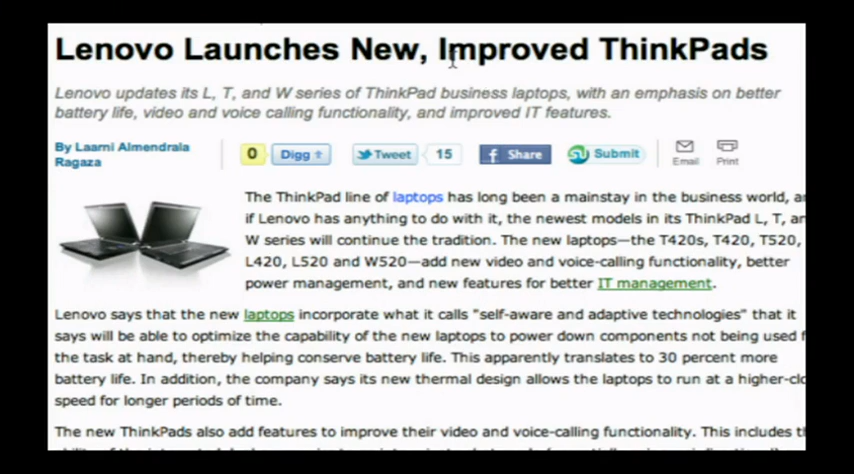 Lenovo Launches New, Improved ThinkPads
Lenovo updates its L, T, and W series of ThinkPad business laptops, with an emphasis on better
battery life, video and voice calling functionality, and improved IT features.
By Laarni Almendrala
Ragaza
0 Digg Tweet 15 Share Submit Email Print
The ThinkPad line of laptops has long been a mainstay in the business world,
if Lenovo has anything to do with it, the newest models in its ThinkPad L, T,
W series will continue the tradition. The new laptops—the T420s, T420, T520,
L420, L520 and W520—add new video and voice-calling functionality, better
power management, and new features for better IT management.
Lenovo says that the new laptops incorporate what it calls "self-aware and adaptive technologies" that it
says will be able to optimize the capability of the new laptops to power down components not being used
the task at hand, thereby helping conserve battery life. This apparently translates to 30 percent more
battery life. In addition, the company says its new thermal design allows the laptops to run at a
speed for longer periods of time.
The new ThinkPads also add features to improve their video and voice-calling functionality. This includes